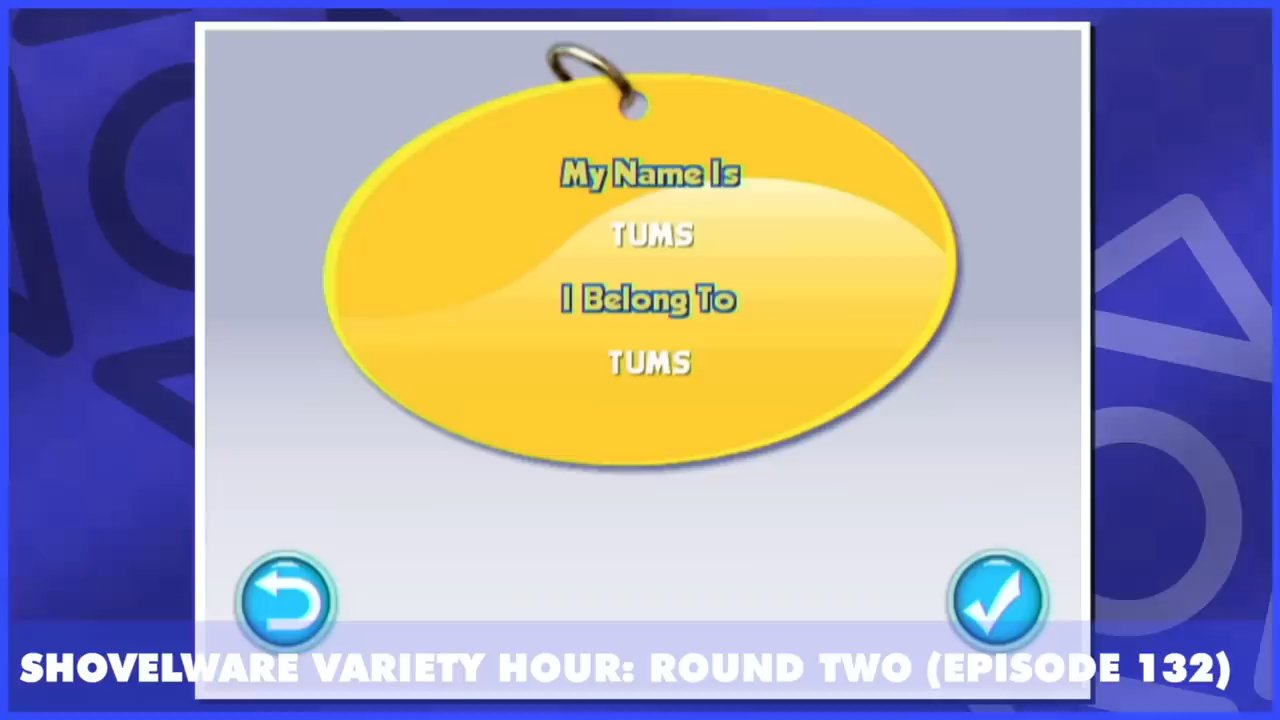 My Name Is
TUMS
I Belong To
TUMS
SHOVELWARE VARIETY HOUR: ROUND TWO (EPISODE 132)